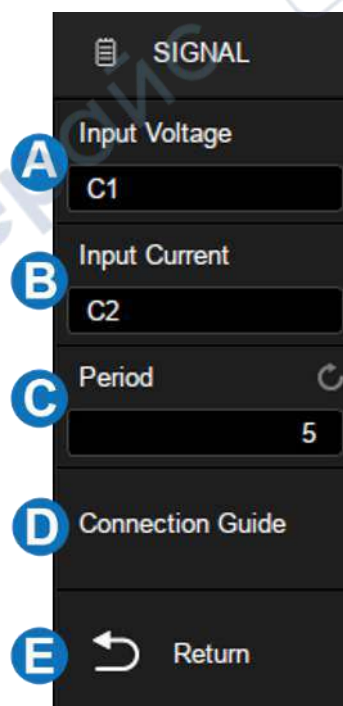 SIGNAL
A
Input Voltage
C1
B
Input Current
C2
C
Period
5
D
Connection Guide
E
Return